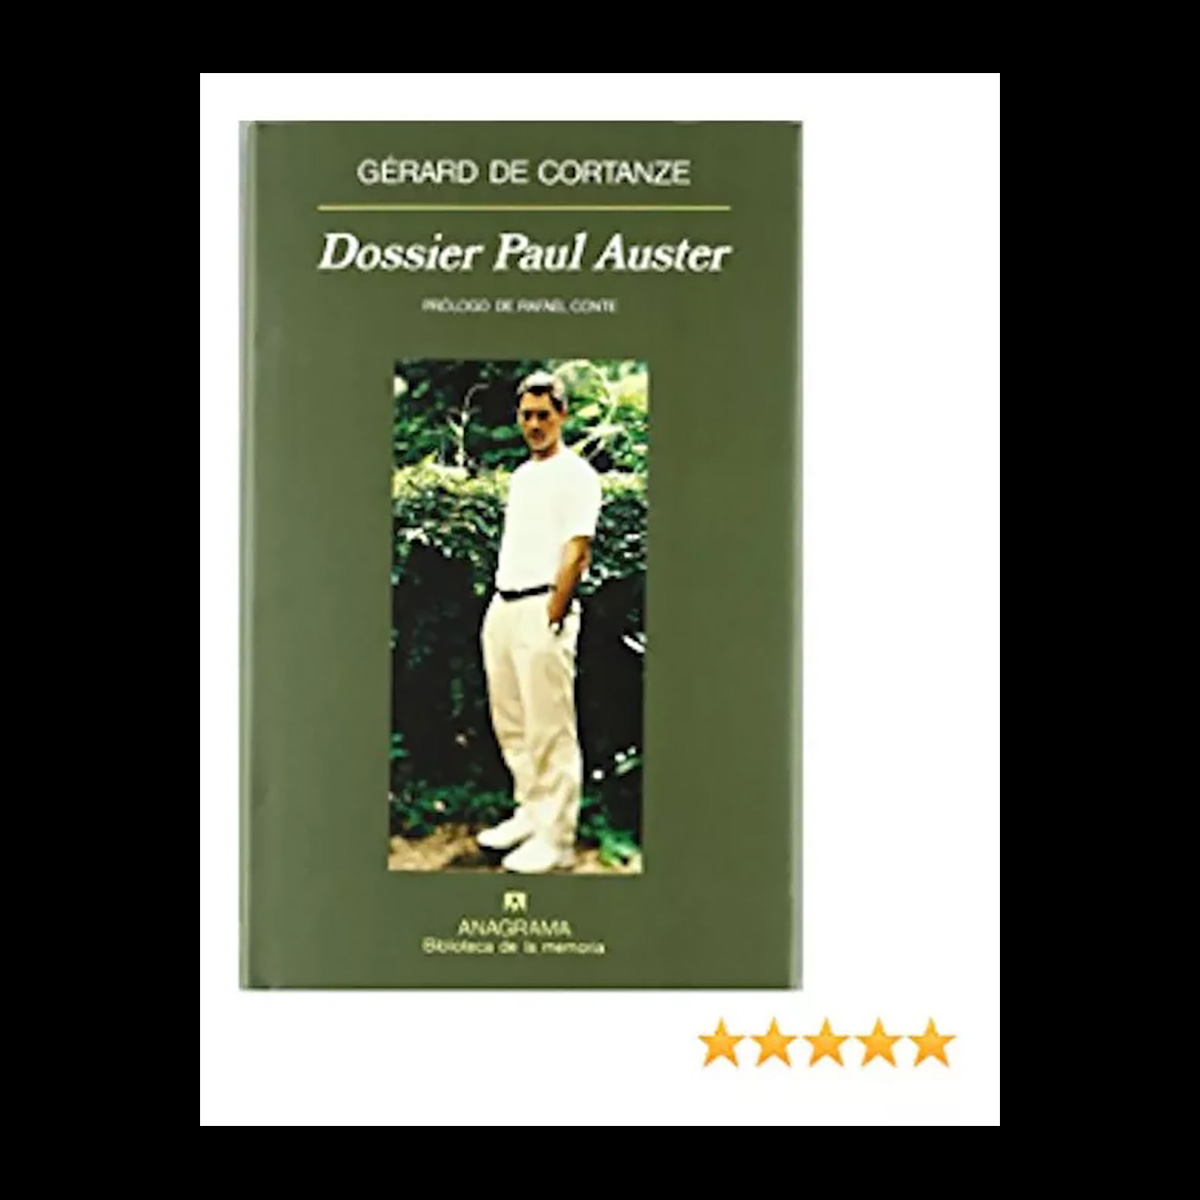 GÉRARD DE CORTANZE
Dossier Paul Auster
PRÓLOGO DE RAFAEL CONTE
ANAGRAMA
Biblioteca de la memoria